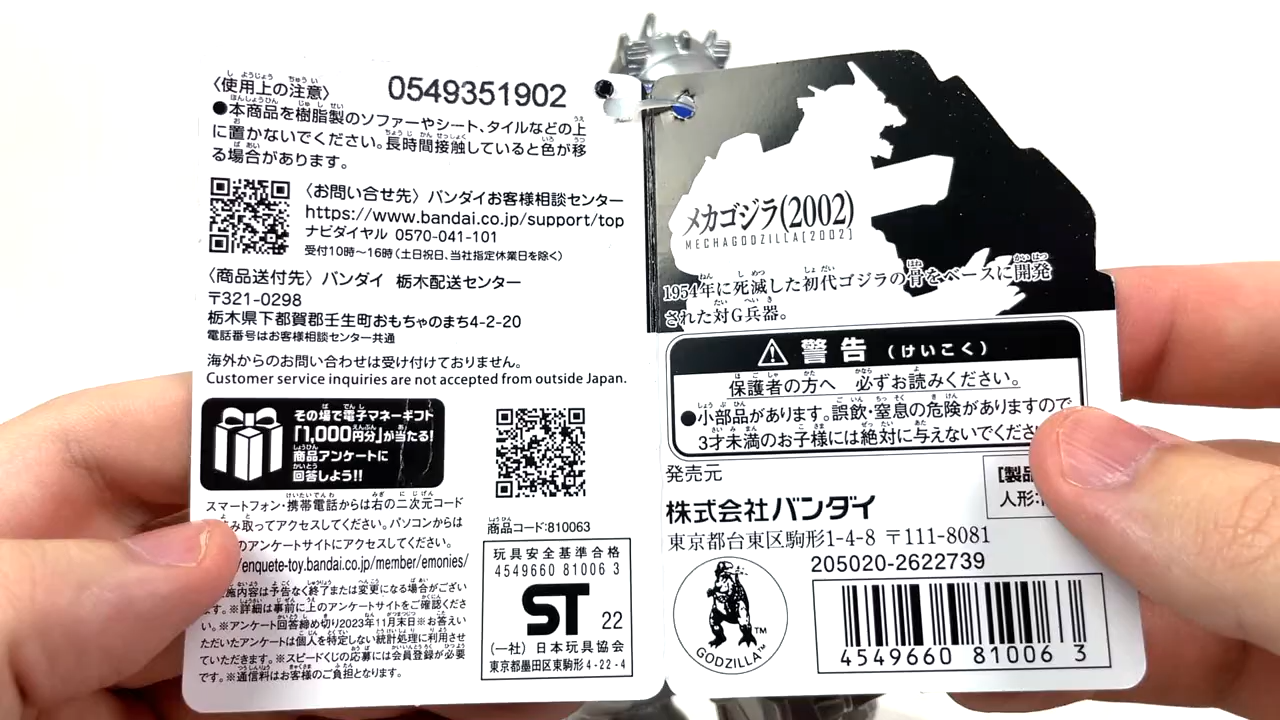 〈使用上の注意〉
0549351902
●本商品を樹脂製のソファーやシート、タイルなどの上
に置かないでください。長時間接触していると色が移
る場合があります。
〈お問い合せ先〉バンダイお客様相談センター
https://www.bandai.co.jp/support/top
ナビダイヤル 0570-041-101
受付10時～16時(土日祝日、当社指定休業日を除く)
〈商品送付先〉バンダイ 栃木配送センター
〒321-0298
栃木県下都賀郡壬生町おもちゃのまち4-2-20
電話番号はお客様相談センター共通
海外からのお問い合わせは受け付けておりません。
Customer service inquiries are not accepted from outside Japan.
その場で電子マネーギフト
「1,000円分」が当たる!
商品アンケートに
回答しよう!!
スマートフォン・携帯電話からは右の二次元コード
み取ってアクセスしてください。パソコンからは
のアンケートサイトにアクセスしてください。
/enquete-toy.bandai.co.jp/member/emonies/
施内容は予告なく終了または変更になる場合がござい
ます。※詳細は事前に上のアンケートサイトをご確認くださ
い。※アンケート回答締め切り2023年11月末日※お答えい
ただいたアンケートは個人を特定しない統計処理に利用させ
ていただきます。※スピードくじの応募には会員登録が必要
です。※通信料はお客様のご負担となります。
商品コード:810063
玩具安全基準合格
4549660 81006 3
ST 22
(一社) 日本玩具協会
東京都墨田区東駒形4-22-4
メカゴジラ(2002)
MECHAGODZILLA[2002]
1954年に死滅した初代ゴジラの骨をベースに開発
された対G兵器。
⚠ 警告 (けいこく)
保護者の方へ 必ずお読みください。
●小部品があります。誤飲・窒息の危険がありますので
3才未満のお子様には絶対に与えないでくださ
発売元
株式会社バンダイ
【製品
人形:
東京都台東区駒形1-4-8 〒111-8081
205020-2622739
GODZILLA™
TM
4549660 81006 3